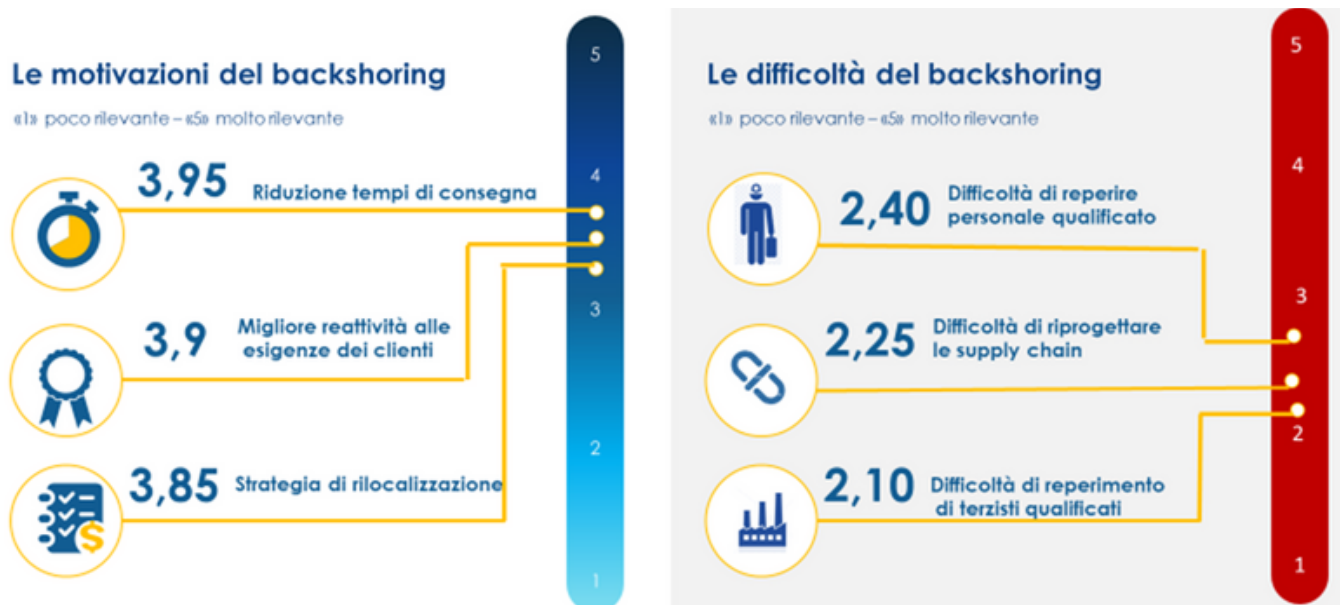 Le motivazioni del backshoring
«1» poco rilevante – «5» molto rilevante
3,95
Riduzione tempi di consegna
3,9
Migliore reattività alle
esigenze dei clienti
3,85
Strategia di rilocalizzazione
5
4
3
2
1
Le difficoltà del backshoring
«1» poco rilevante – «5» molto rilevante
2,40
Difficoltà di reperire
personale qualificato
2,25
Difficoltà di riprogettare
le supply chain
2,10
Difficoltà di reperimento
di terzisti qualificati
5
4
3
2
1